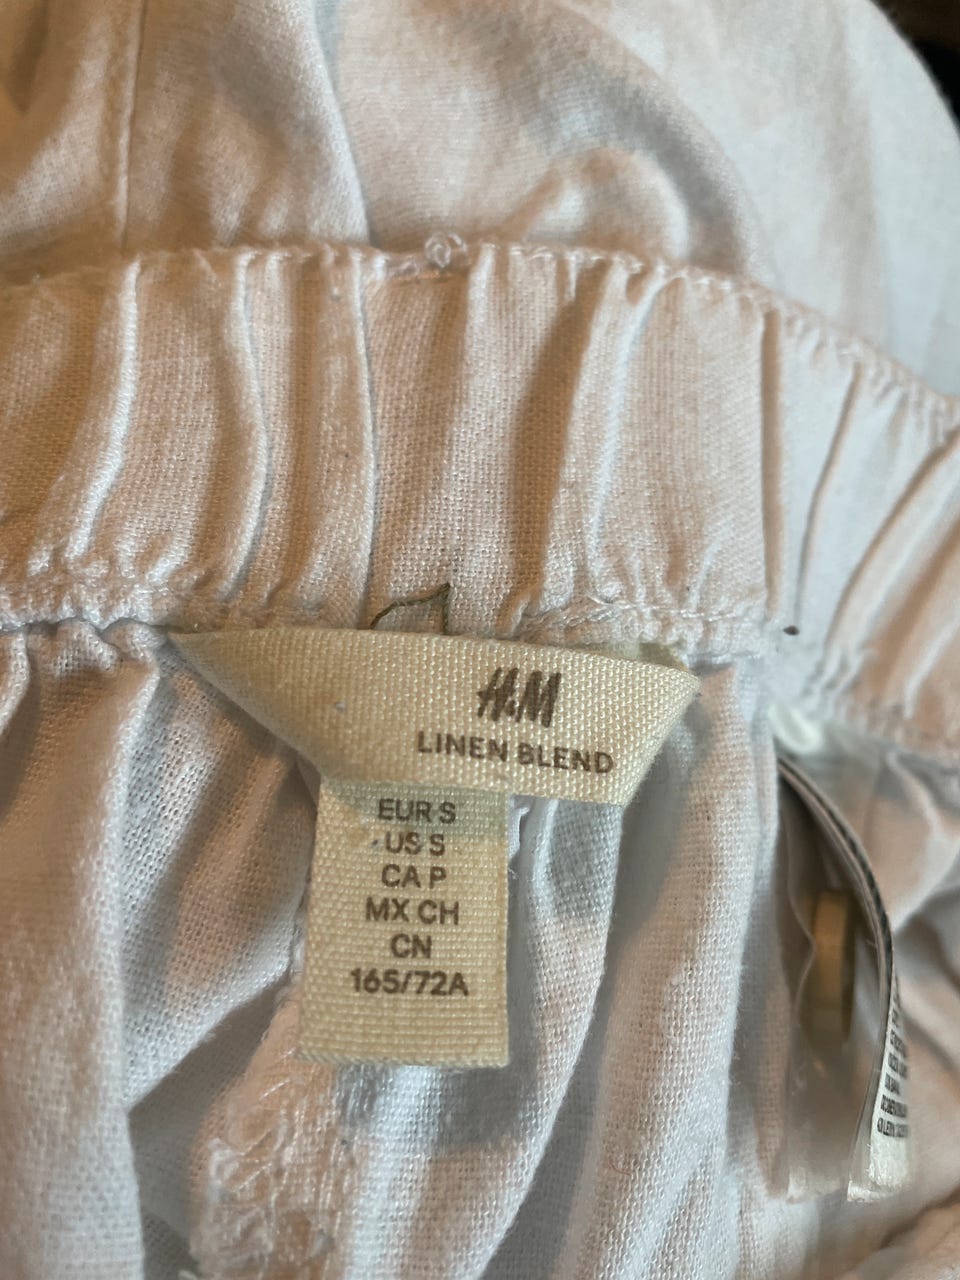 H&M
LINEN BLEND
EUR S
US S
CA P
MX CH
CN
165/72A